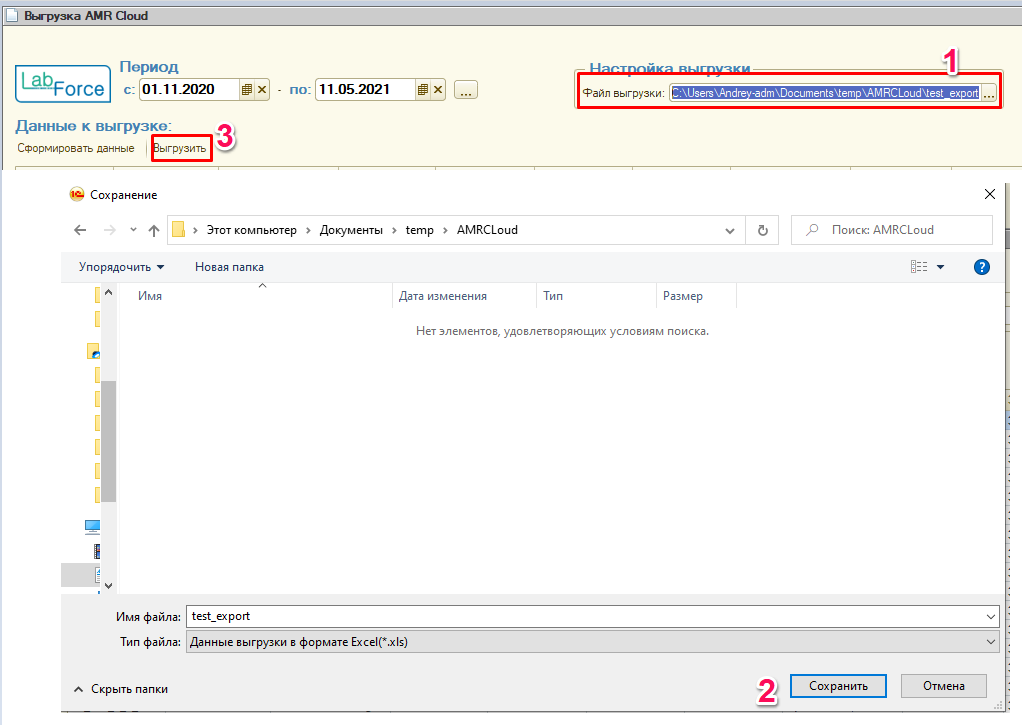 Выгрузка AMR Cloud
1
LabForce
Период
с: 01.11.2020 - по: 11.05.2021 ...
Настройка выгрузки
Файл выгрузки: C:\Users\Andrey-adm\Documents\temp\AMRCLoud\test_export ...
Данные к выгрузке:
Сформировать данные Выгрузить 3
Сохранение
Этот компьютер › Документы › temp › AMRCLoud Поиск: AMRCLoud
Упорядочить Новая папка ?
Имя Дата изменения Тип Размер
Нет элементов, удовлетворяющих условиям поиска.
Имя файла: test_export
Тип файла: Данные выгрузки в формате Excel(*.xls)
Скрыть папки 2 Сохранить Отмена